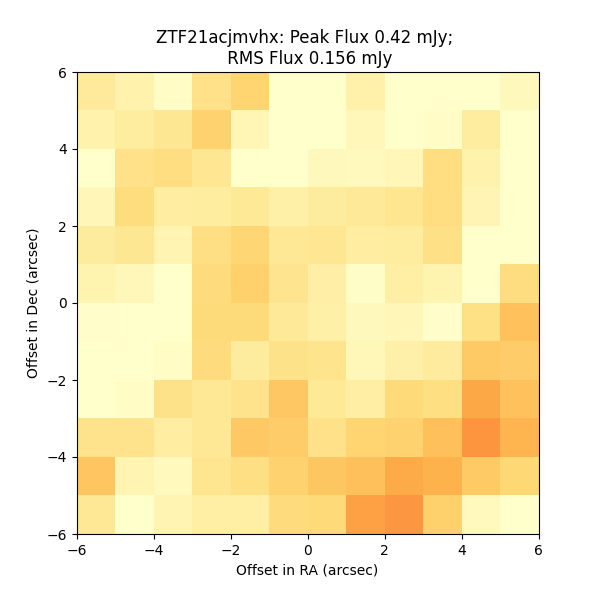 ZTF21acjmvhx: Peak Flux 0.42 mJy;
RMS Flux 0.156 mJy
6
4
2
0
−2
−4
−6
Offset in Dec (arcsec)
−6 −4 −2 0 2 4 6
Offset in RA (arcsec)